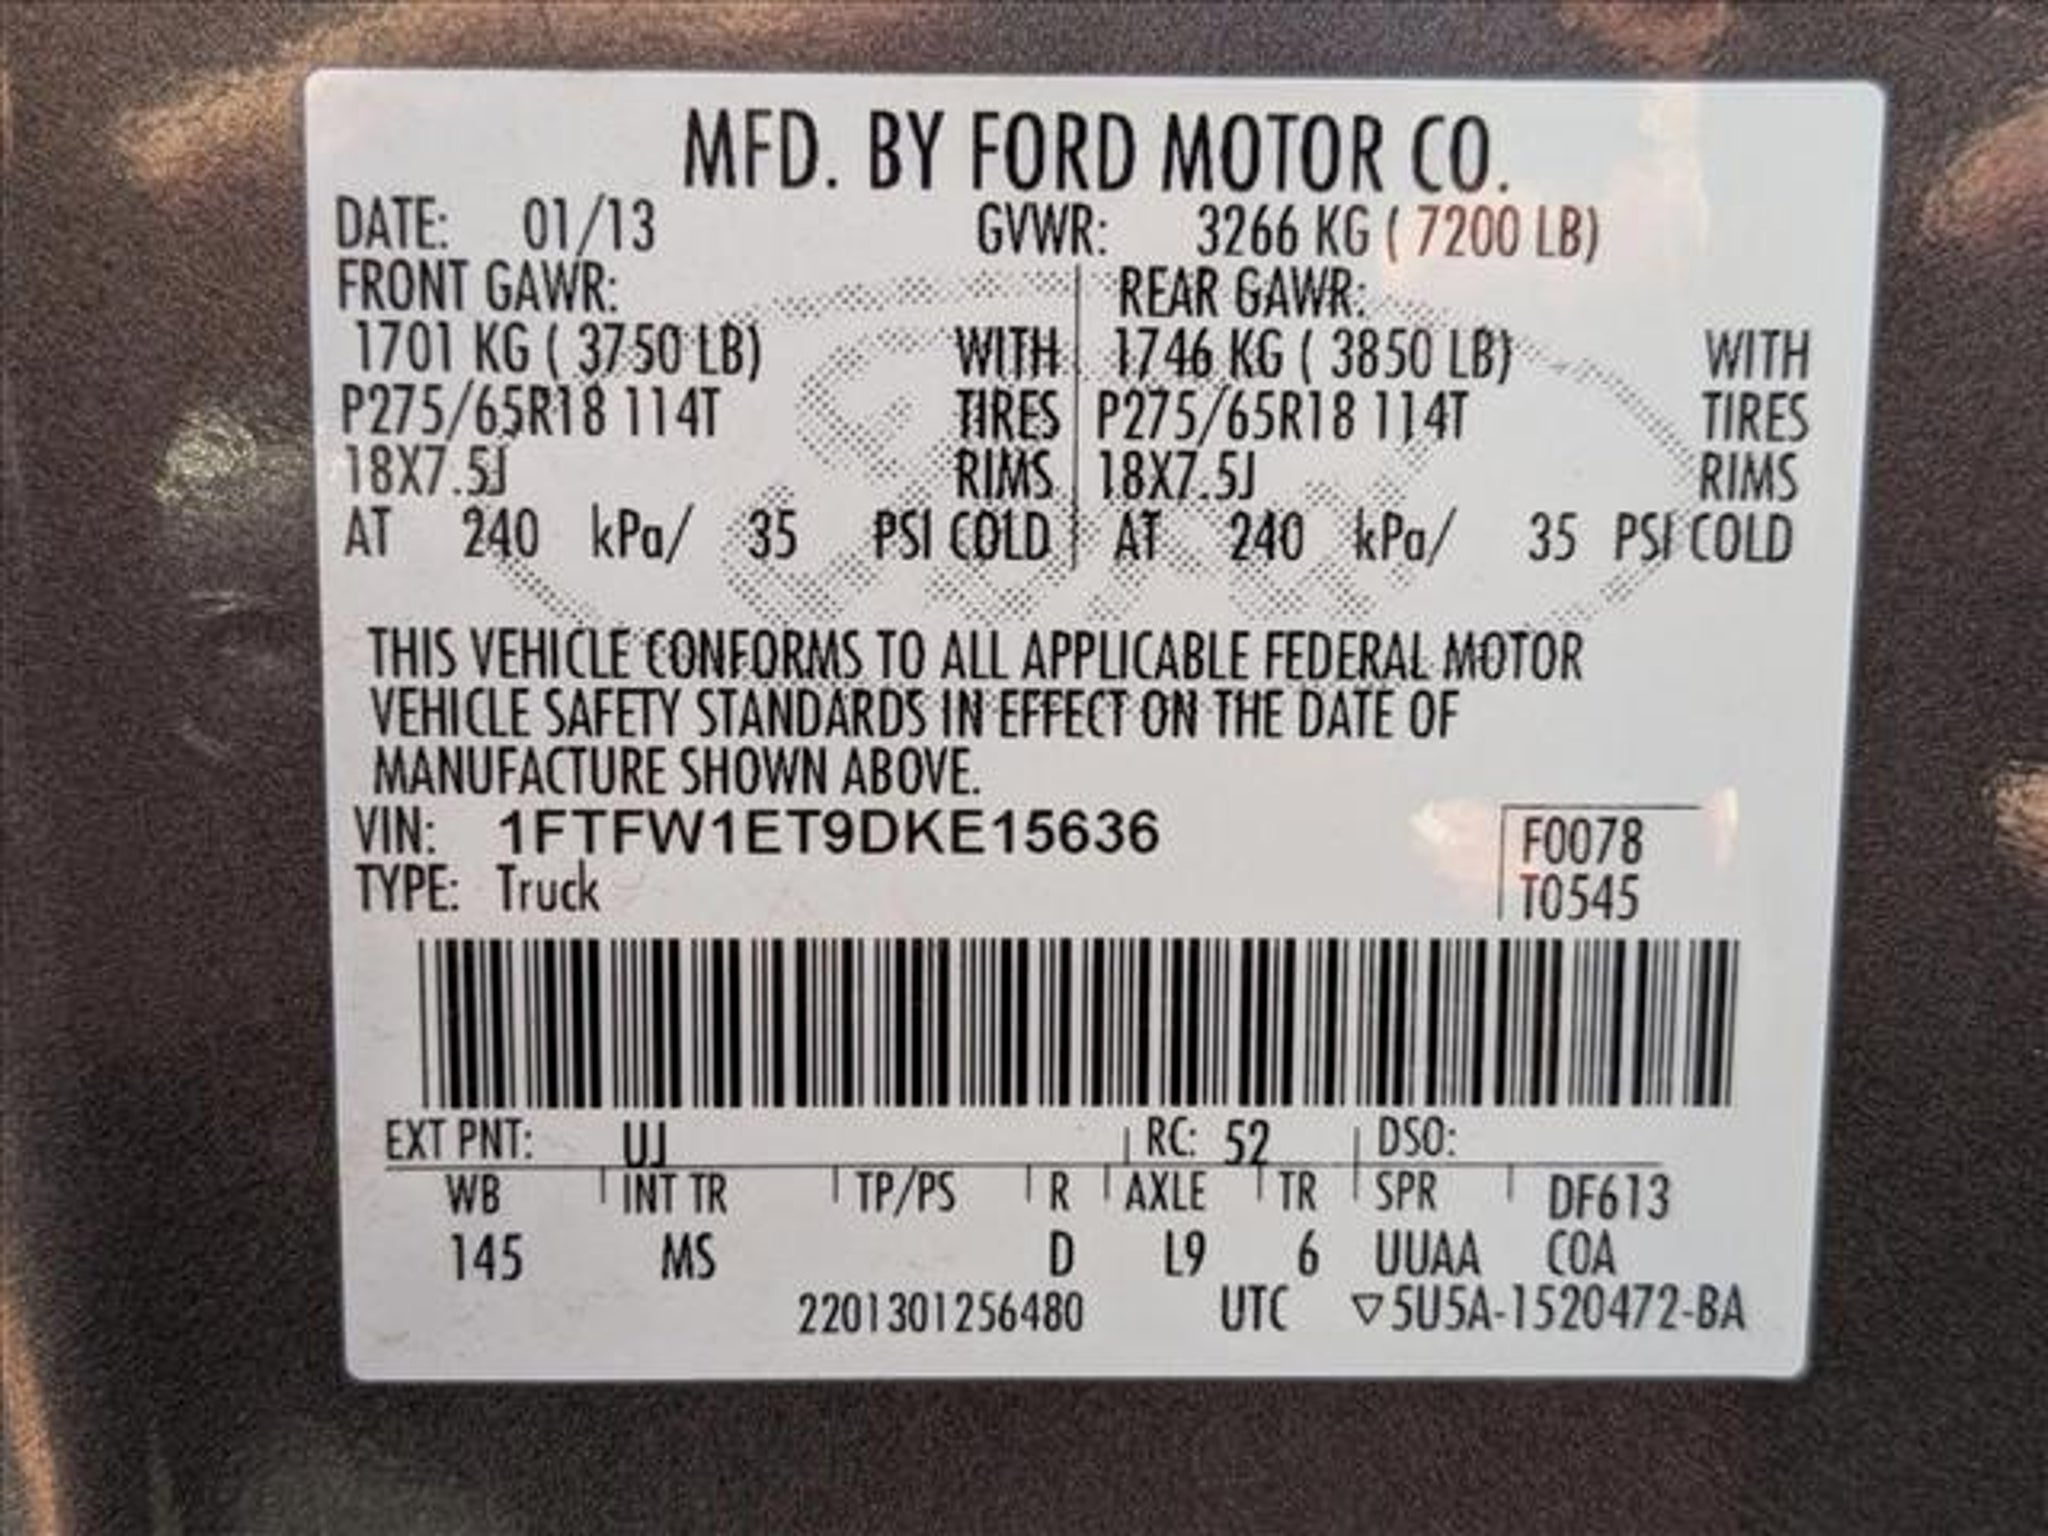 MFD. BY FORD MOTOR CO.
DATE: 01/13 GVWR: 3266 KG ( 7200 LB)
FRONT GAWR: REAR GAWR:
1701 KG ( 3750 LB) WITH 1746 KG ( 3850 LB) WITH
P275/65R18 114T TIRES P275/65R18 114T TIRES
18X7.5J RIMS 18X7.5J RIMS
AT 240 kPa/ 35 PSI COLD AT 240 kPa/ 35 PSI COLD
THIS VEHICLE CONFORMS TO ALL APPLICABLE FEDERAL MOTOR
VEHICLE SAFETY STANDARDS IN EFFECT ON THE DATE OF
MANUFACTURE SHOWN ABOVE.
VIN: 1FTFW1ET9DKE15636 F0078
TYPE: Truck T0545
EXT PNT: UJ RC: 52 DSO:
WB INT TR TP/PS R AXLE TR SPR DF613
145 MS D L9 6 UUAA COA
2201301256480 UTC ▽5U5A-1520472-BA